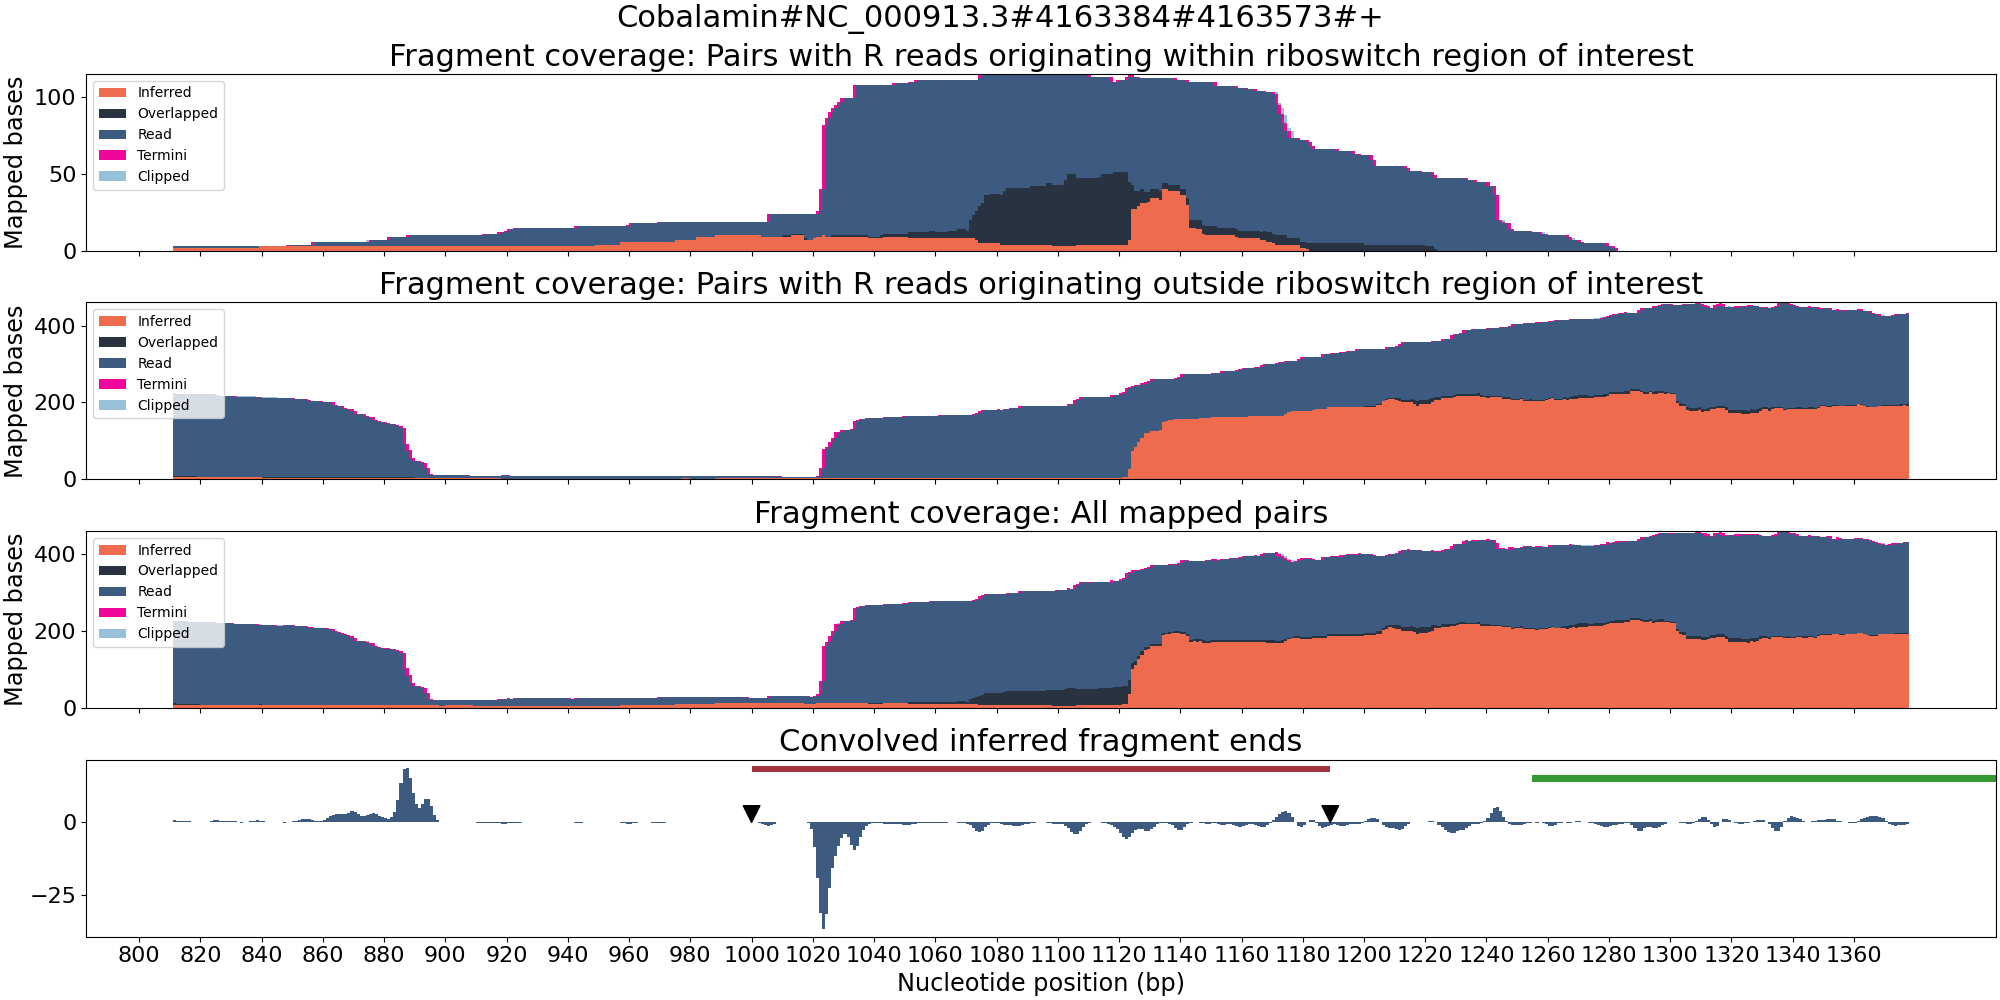 Cobalamin#NC_000913.3#4163384#4163573#+
Fragment coverage: Pairs with R reads originating within riboswitch region of interest
Mapped bases
100
50
0
Inferred
Overlapped
Read
Termini
Clipped
Fragment coverage: Pairs with R reads originating outside riboswitch region of interest
Mapped bases
400
200
0
Inferred
Overlapped
Read
Termini
Clipped
Fragment coverage: All mapped pairs
Mapped bases
400
200
0
Inferred
Overlapped
Read
Termini
Clipped
Convolved inferred fragment ends
0
−25
800 820 840 860 880 900 920 940 960 980 1000 1020 1040 1060 1080 1100 1120 1140 1160 1180 1200 1220 1240 1260 1280 1300 1320 1340 1360
Nucleotide position (bp)